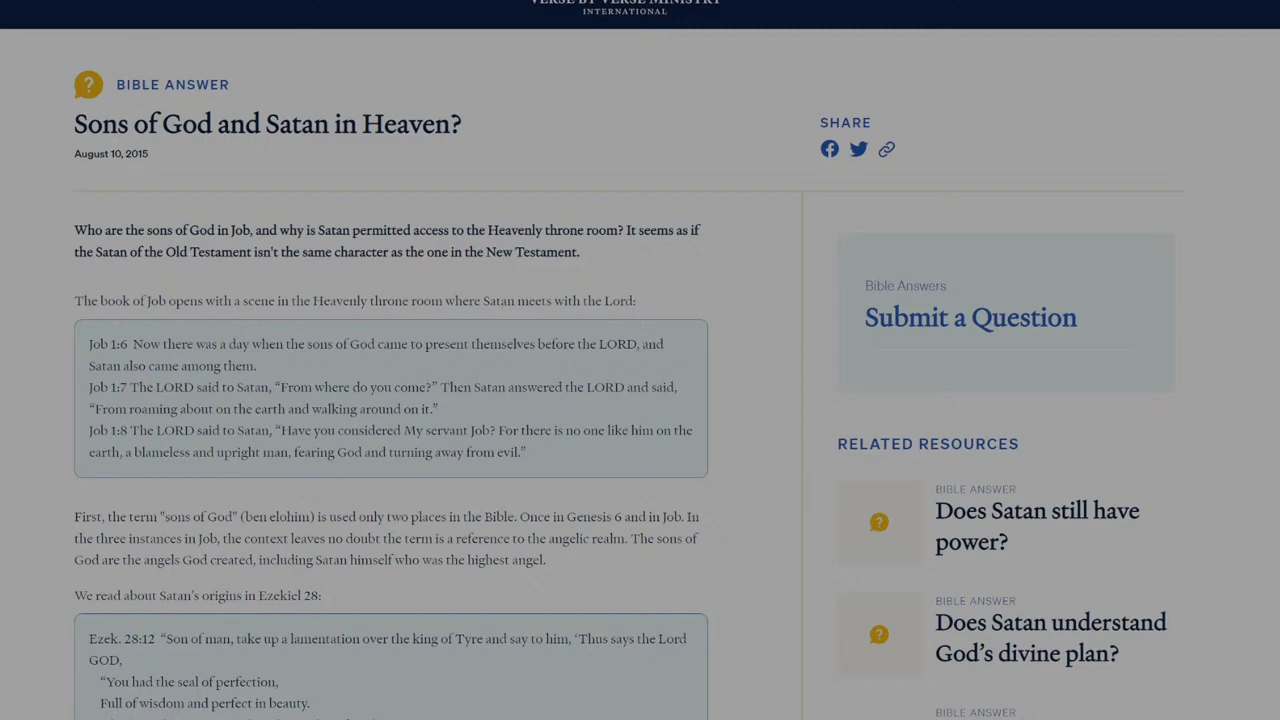 VERSE BY VERSE MINISTRY
INTERNATIONAL
BIBLE ANSWER
Sons of God and Satan in Heaven?
August 10, 2015
SHARE
Who are the sons of God in Job, and why is Satan permitted access to the Heavenly throne room? It seems as if
the Satan of the Old Testament isn't the same character as the one in the New Testament.
The book of Job opens with a scene in the Heavenly throne room where Satan meets with the Lord:
Job 1:6 Now there was a day when the sons of God came to present themselves before the LORD, and
Satan also came among them.
Job 1:7 The LORD said to Satan, “From where do you come?” Then Satan answered the LORD and said,
“From roaming about on the earth and walking around on it.”
Job 1:8 The LORD said to Satan, “Have you considered My servant Job? For there is no one like him on the
earth, a blameless and upright man, fearing God and turning away from evil.”
First, the term "sons of God" (ben elohim) is used only two places in the Bible. Once in Genesis 6 and in Job. In
the three instances in Job, the context leaves no doubt the term is a reference to the angelic realm. The sons of
God are the angels God created, including Satan himself who was the highest angel.
We read about Satan’s origins in Ezekiel 28:
Ezek. 28:12 “Son of man, take up a lamentation over the king of Tyre and say to him, ‘Thus says the Lord
GOD,
“You had the seal of perfection,
Full of wisdom and perfect in beauty.
Bible Answers
Submit a Question
RELATED RESOURCES
BIBLE ANSWER
Does Satan still have
power?
BIBLE ANSWER
Does Satan understand
God’s divine plan?
BIBLE ANSWER